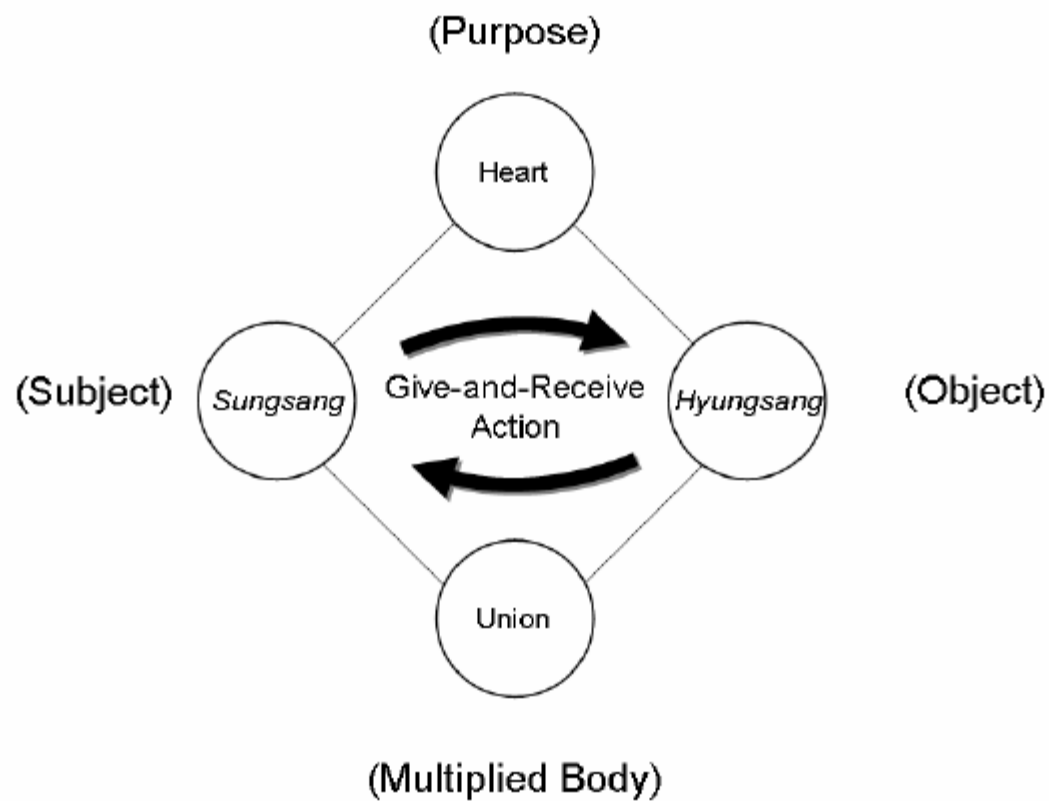 (Purpose)
Heart
(Subject)
Sungsang
Give-and-Receive
Action
Hyungsang
(Object)
Union
(Multiplied Body)